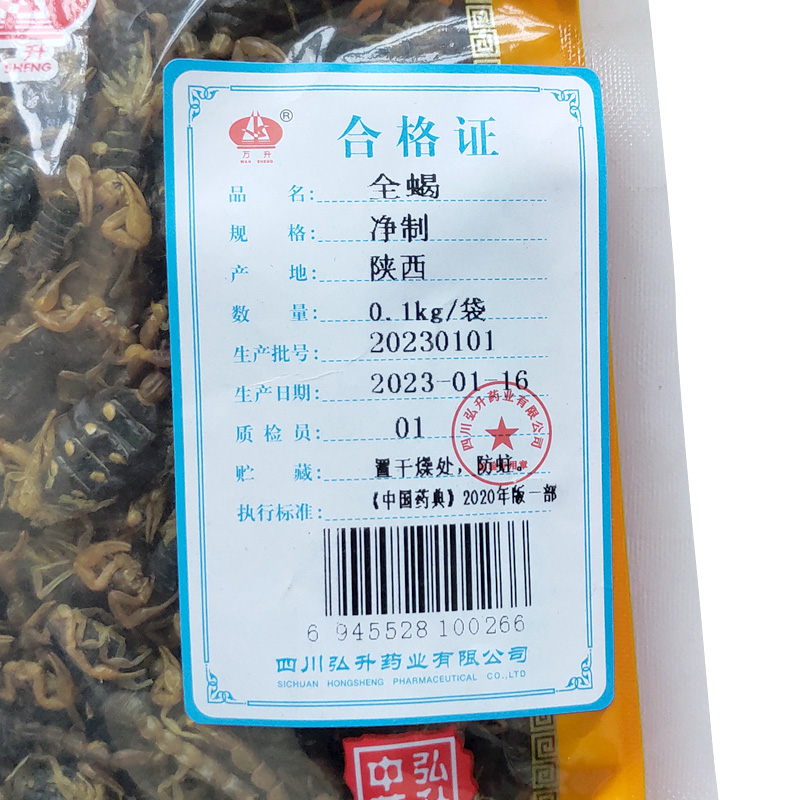 升
SHENG
®
万升
WAN SHENG
合格证
品 名: 全蝎
规 格: 净制
产 地: 陕西
数 量: 0.1kg/袋
生产批号: 20230101
生产日期: 2023-01-16
质 检 员: 01
贮 藏: 置干燥处，防蛀。
执行标准: 《中国药典》2020年版一部
四川弘升药业有限公司
6 945528 100266
四川弘升药业有限公司
SICHUAN HONGSHENG PHARMACEUTICAL CO.,LTD